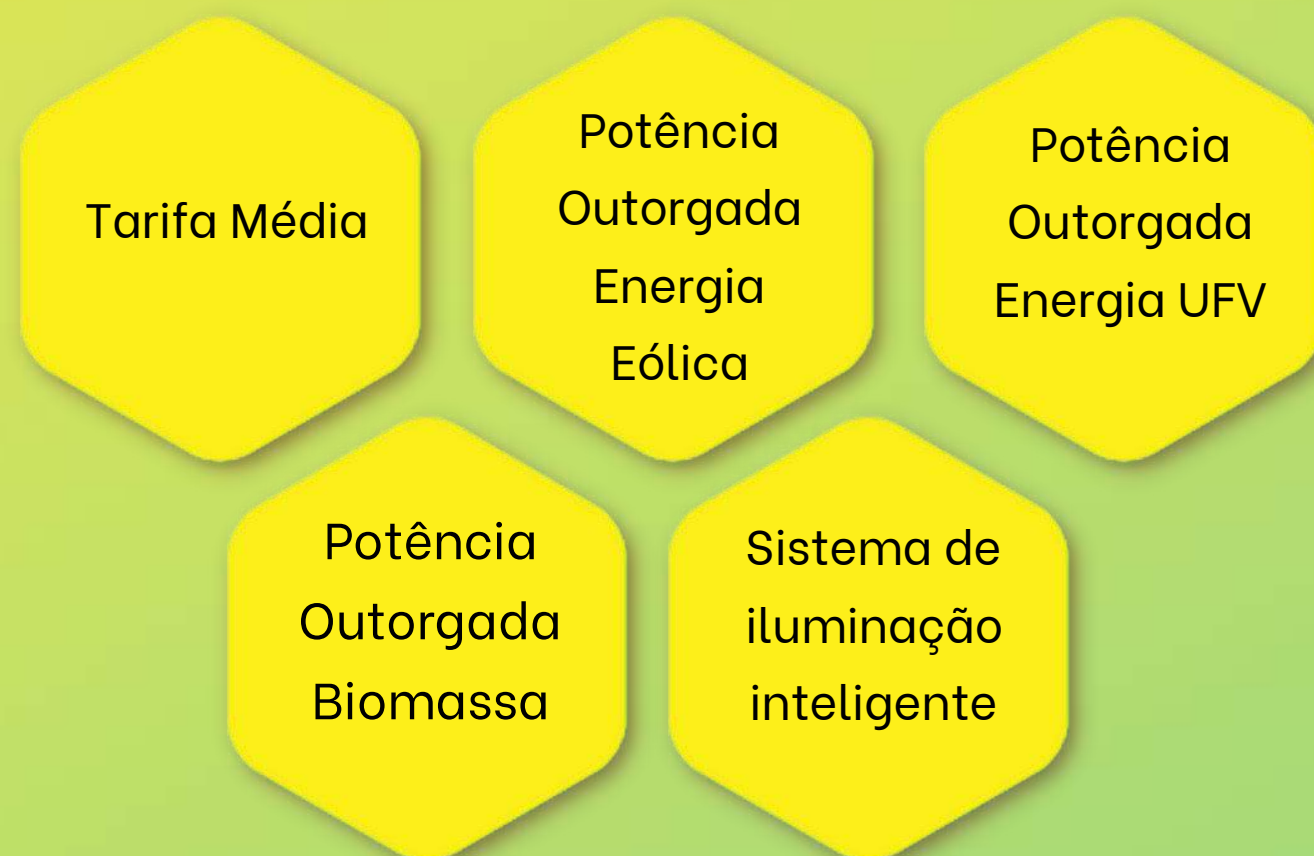 Tarifa Média
Potência
Outorgada
Energia
Eólica
Potência
Outorgada
Energia UFV
Potência
Outorgada
Biomassa
Sistema de
iluminação
inteligente